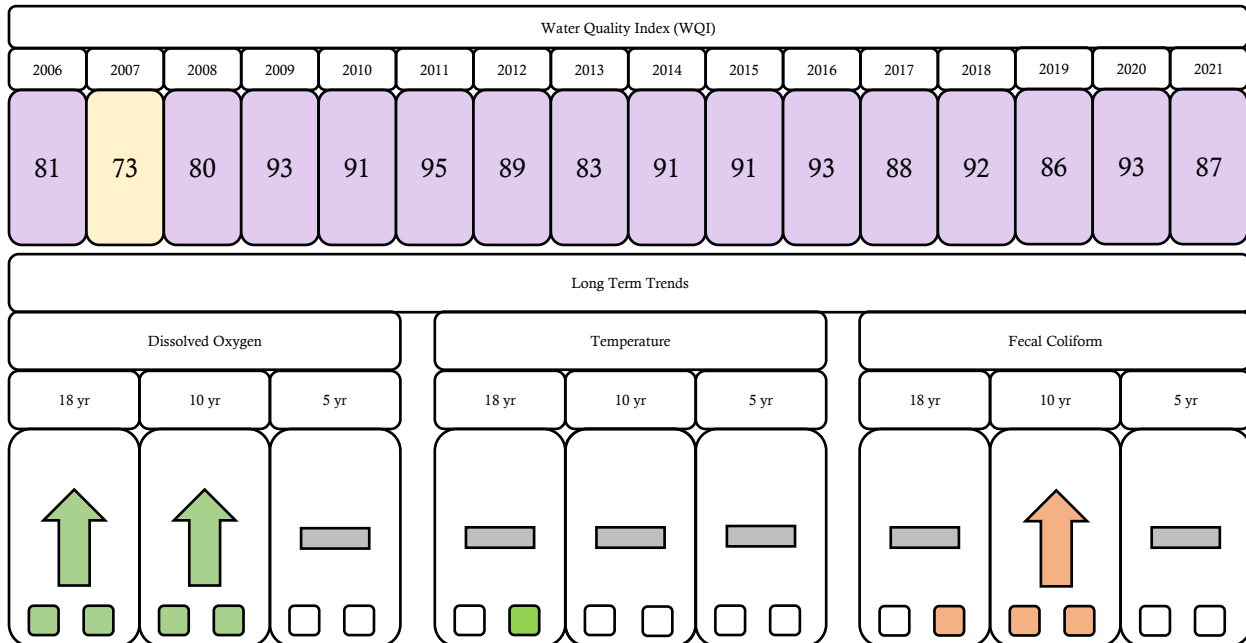 Water Quality Index (WQI)
2006 2007 2008 2009 2010 2011 2012 2013 2014 2015 2016 2017 2018 2019 2020 2021
81 73 80 93 91 95 89 83 91 91 93 88 92 86 93 87
Long Term Trends
Dissolved Oxygen Temperature Fecal Coliform
18 yr 10 yr 5 yr 18 yr 10 yr 5 yr 18 yr 10 yr 5 yr